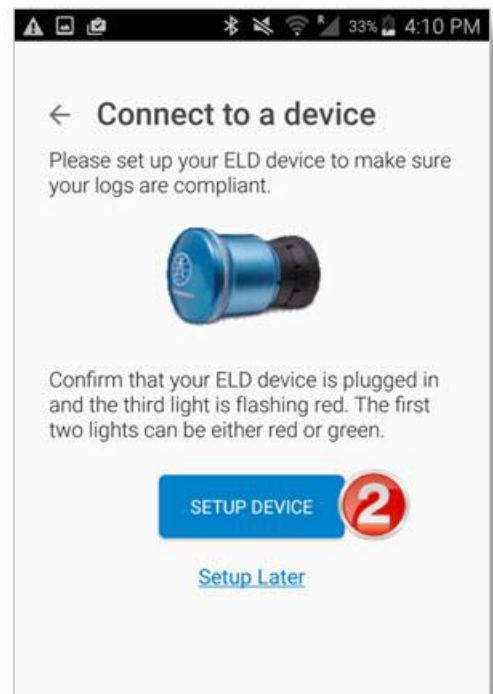 R 33% 4:10 PM
← Connect to a device
Please set up your ELD device to make sure
your logs are compliant.
Confirm that your ELD device is plugged in
and the third light is flashing red. The first
two lights can be either red or green.
SETUP DEVICE 2
Setup Later